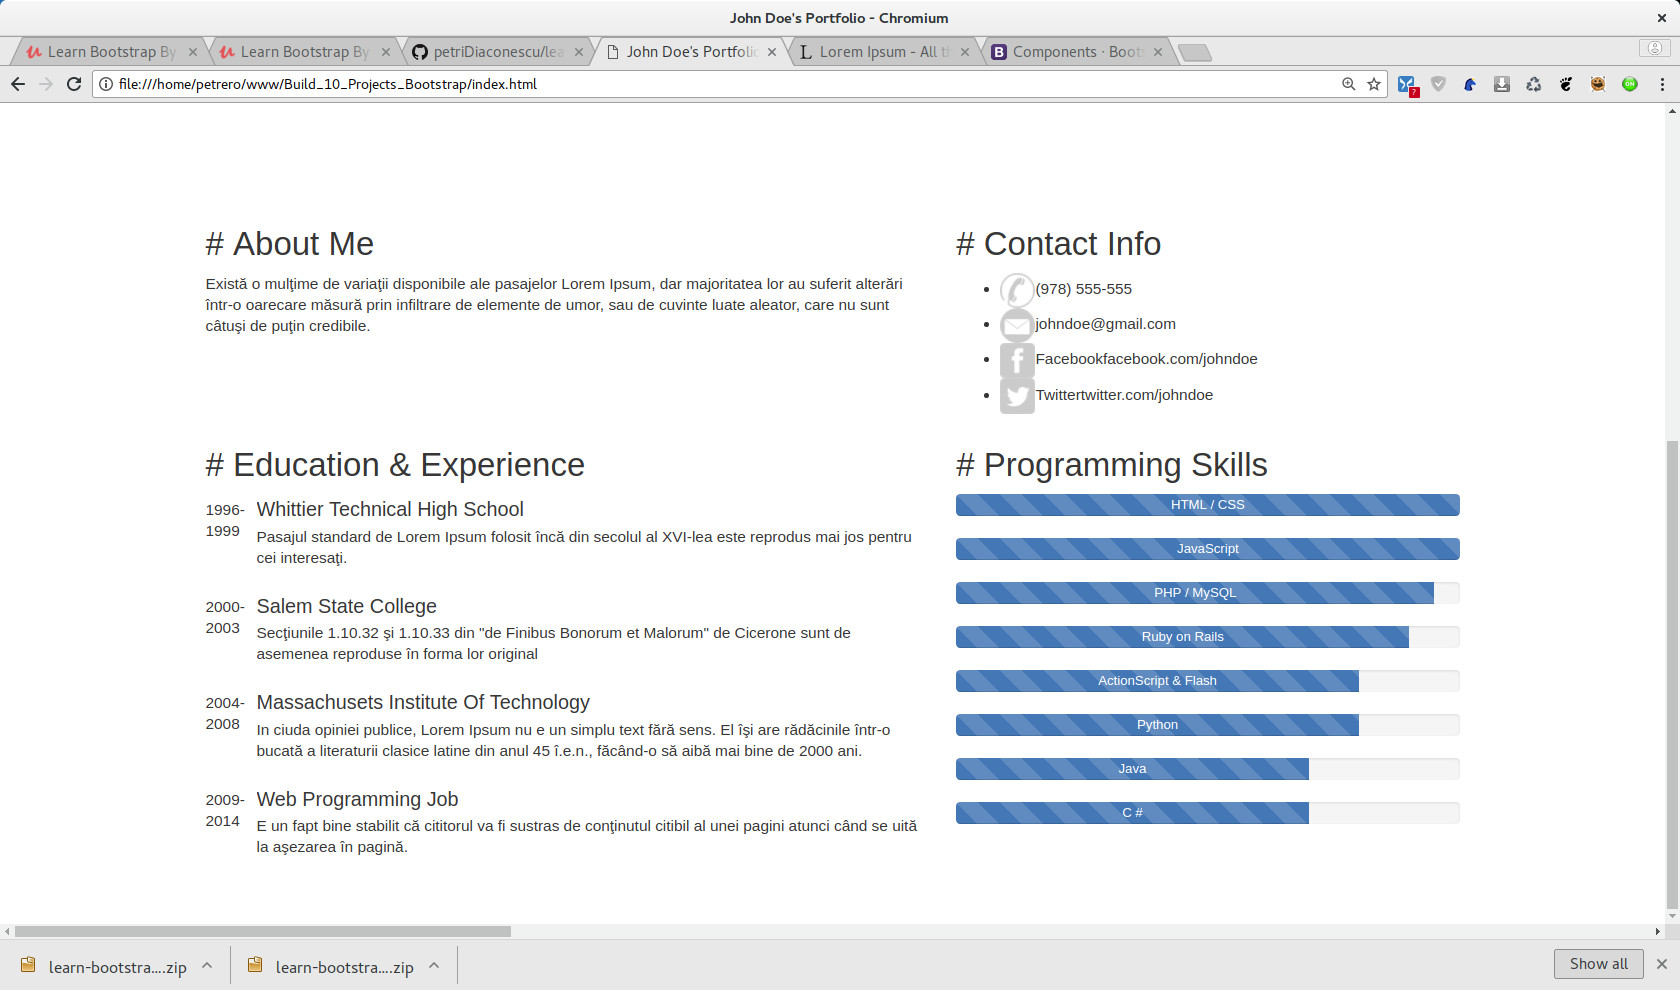 John Doe's Portfolio - Chromium
Learn Bootstrap By
Learn Bootstrap By
petriDiaconescu/lea
John Doe's Portfolio
Lorem Ipsum - All t
Components · Boots
file:///home/petrero/www/Build_10_Projects_Bootstrap/index.html
# About Me
Există o mulţime de variaţii disponibile ale pasajelor Lorem Ipsum, dar majoritatea lor au suferit alterări
într-o oarecare măsură prin infiltrare de elemente de umor, sau de cuvinte luate aleator, care nu sunt
câtuşi de puţin credibile.
# Contact Info
(978) 555-555
johndoe@gmail.com
Facebookfacebook.com/johndoe
Twittertwitter.com/johndoe
# Education & Experience
1996-
1999
Whittier Technical High School
Pasajul standard de Lorem Ipsum folosit încă din secolul al XVI-lea este reprodus mai jos pentru
cei interesaţi.
2000-
2003
Salem State College
Secţiunile 1.10.32 şi 1.10.33 din "de Finibus Bonorum et Malorum" de Cicerone sunt de
asemenea reproduse în forma lor original
2004-
2008
Massachusets Institute Of Technology
In ciuda opiniei publice, Lorem Ipsum nu e un simplu text fără sens. El îşi are rădăcinile într-o
bucată a literaturii clasice latine din anul 45 î.e.n., făcând-o să aibă mai bine de 2000 ani.
2009-
2014
Web Programming Job
E un fapt bine stabilit că cititorul va fi sustras de conţinutul citibil al unei pagini atunci când se uită
la aşezarea în pagină.
# Programming Skills
HTML / CSS
JavaScript
PHP / MySQL
Ruby on Rails
ActionScript & Flash
Python
Java
C #
learn-bootstra....zip
learn-bootstra....zip
Show all